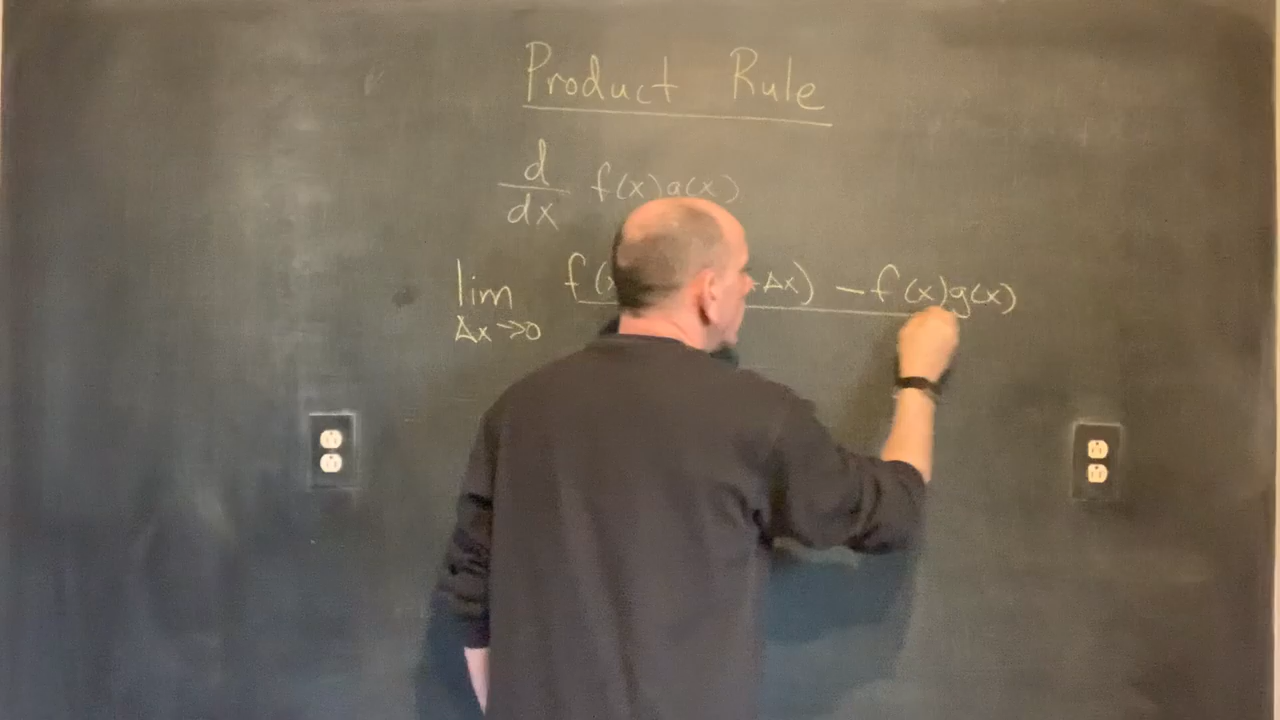 Product Rule
d
dx f(x)g(x)
lim f( Δx) - f(x)g(x)
Δx→0